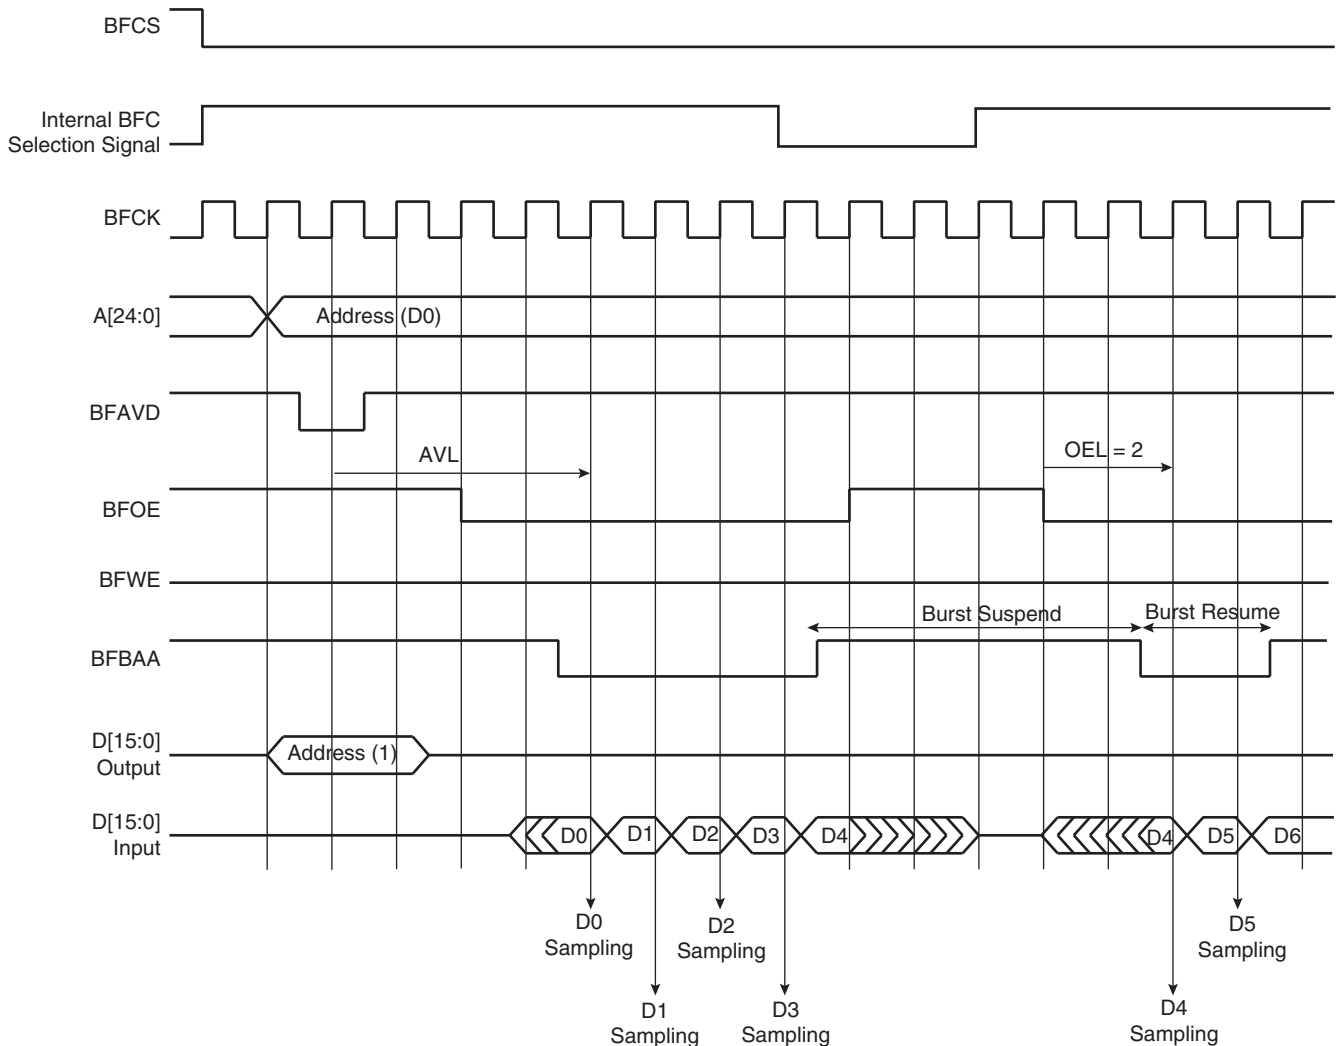 BFCS
Internal BFC
Selection Signal
BFCK
A[24:0]
Address (D0)
BFAVD
AVL
OEL = 2
BFOE
BFWE
Burst Suspend
Burst Resume
BFBAA
D[15:0]
Output
Address (1)
D[15:0]
Input
D0
D1
D2
D3
D4
D4
D5
D6
D0
Sampling
D2
Sampling
D5
Sampling
D1
Sampling
D3
Sampling
D4
Sampling